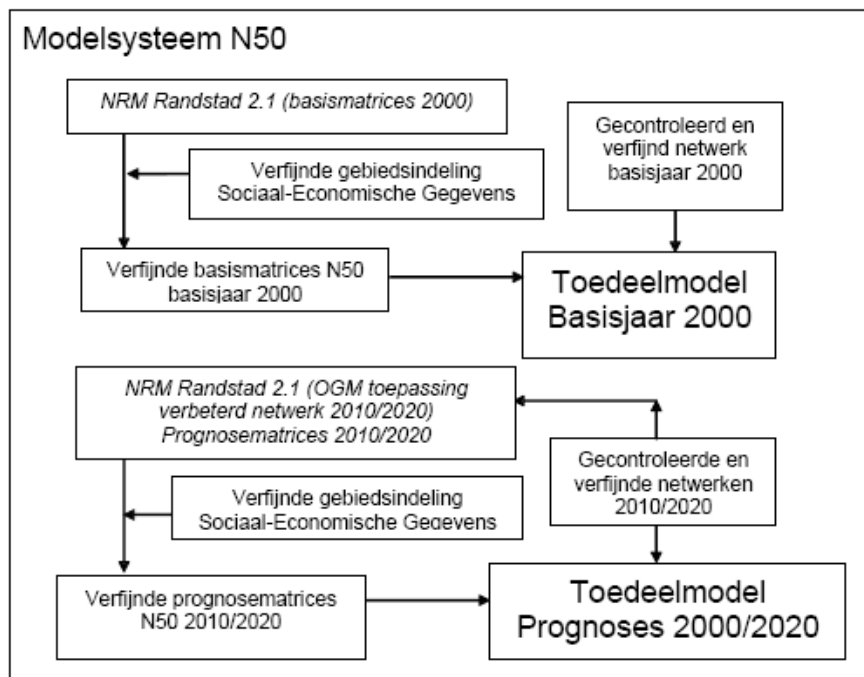 Modelsysteem N50
NRM Randstad 2.1 (basismatrices 2000)
Gecontroleerd en
verfijnd netwerk
basisjaar 2000
Verfijnde gebiedsindeling
Sociaal-Economische Gegevens
Verfijnde basismatrices N50
basisjaar 2000
Toedeelmodel
Basisjaar 2000
NRM Randstad 2.1 (OGM toepassing
verbeterd netwerk 2010/2020)
Prognosematrices 2010/2020
Gecontroleerde en
verfijnde netwerken
2010/2020
Verfijnde gebiedsindeling
Sociaal-Economische Gegevens
Verfijnde prognosematrices
N50 2010/2020
Toedeelmodel
Prognoses 2000/2020